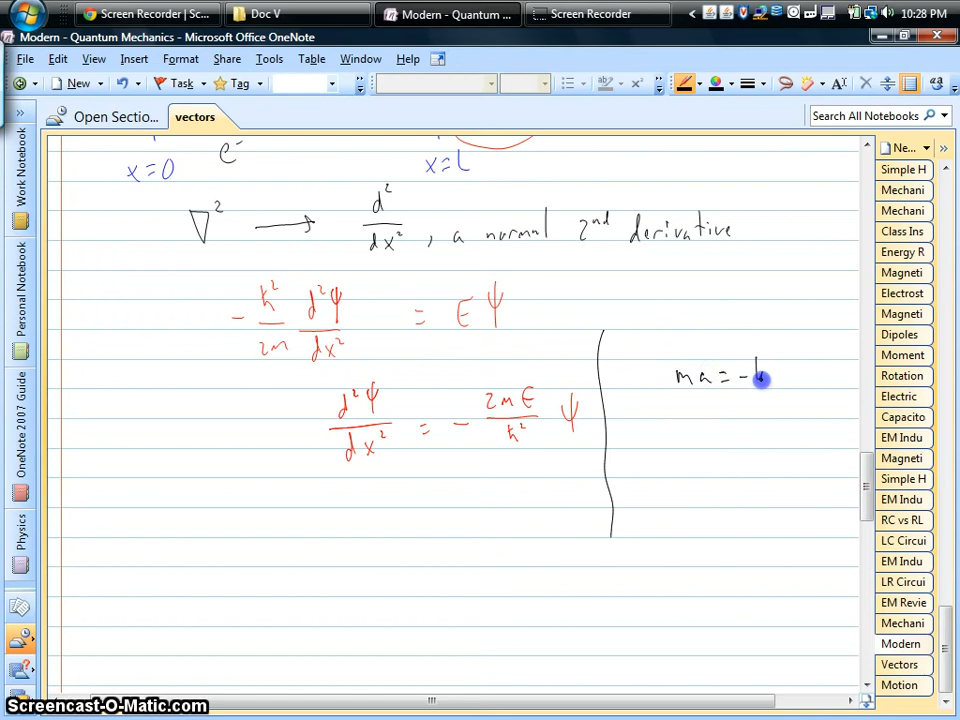 Screen Recorder | Sc...
Doc V
Modern - Quantum ...
Screen Recorder
10:28 PM
Modern - Quantum Mechanics - Microsoft Office OneNote
File Edit View Insert Format Share Tools Table Window Help
New Task Tag
Open Sectio...
vectors
Search All Notebooks
x=0
e⁻
x=L
∇² → d²/dx² , a normal 2nd derivative
- ħ²/2m d²Ψ/dx² = E Ψ
ma = -k
d²Ψ/dx² = - 2mE/ħ² Ψ
Work Notebook
Personal Notebook
OneNote 2007 Guide
Physics
Ne...
Simple H
Mechani
Mechani
Class Ins
Energy R
Magneti
Electrost
Magneti
Dipoles
Moment
Rotation
Electric
Capacito
EM Indu
Magneti
Simple H
EM Indu
RC vs RL
LC Circui
EM Indu
LR Circui
EM Revie
Mechani
Modern
Vectors
Motion
Screencast-O-Matic.com